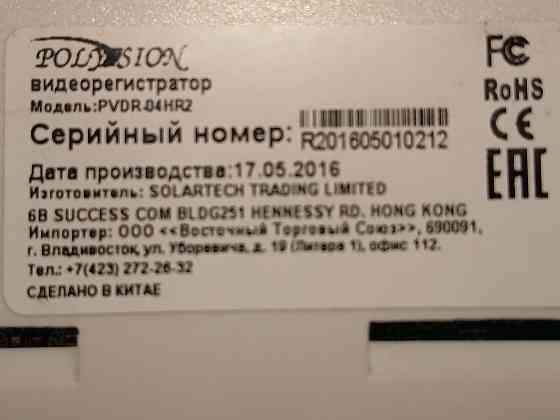 POLYVISION
видеорегистратор
Модель:PVDR-04HR2
Серийный номер:
R201605010212
Дата производства:17.05.2016
Изготовитель: SOLARTECH TRADING LIMITED
6B SUCCESS COM BLDG251 HENNESSY RD. HONG KONG
Импортер: ООО <<Восточный Торговый Союз>>, 690091,
г. Владивосток, ул. Уборевича, д. 19 (Литера 1), офис 112.
Тел.: +7(423) 272-26-32
СДЕЛАНО В КИТАЕ
FC
RoHS
CE
EAC